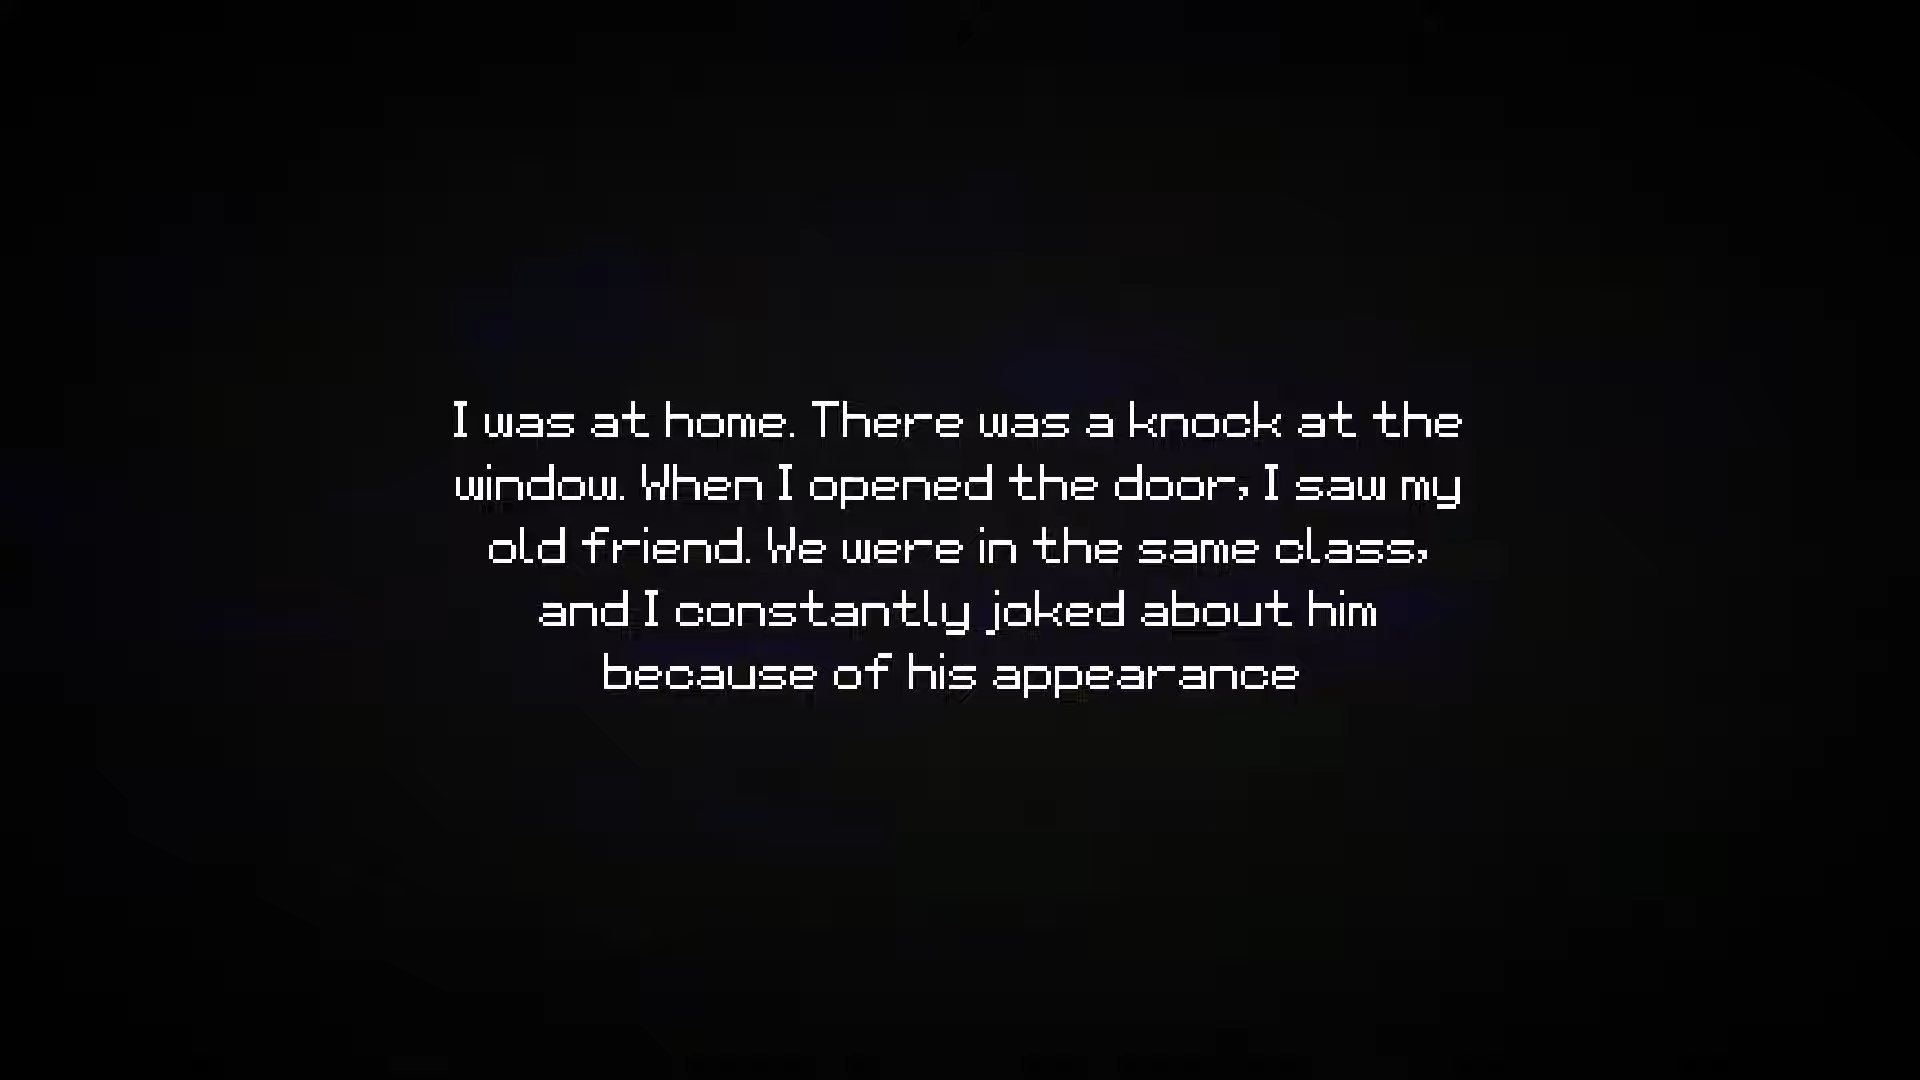 I was at home. There was a knock at the
window. When I opened the door, I saw my
old friend. We were in the same class,
and I constantly joked about him
because of his appearance